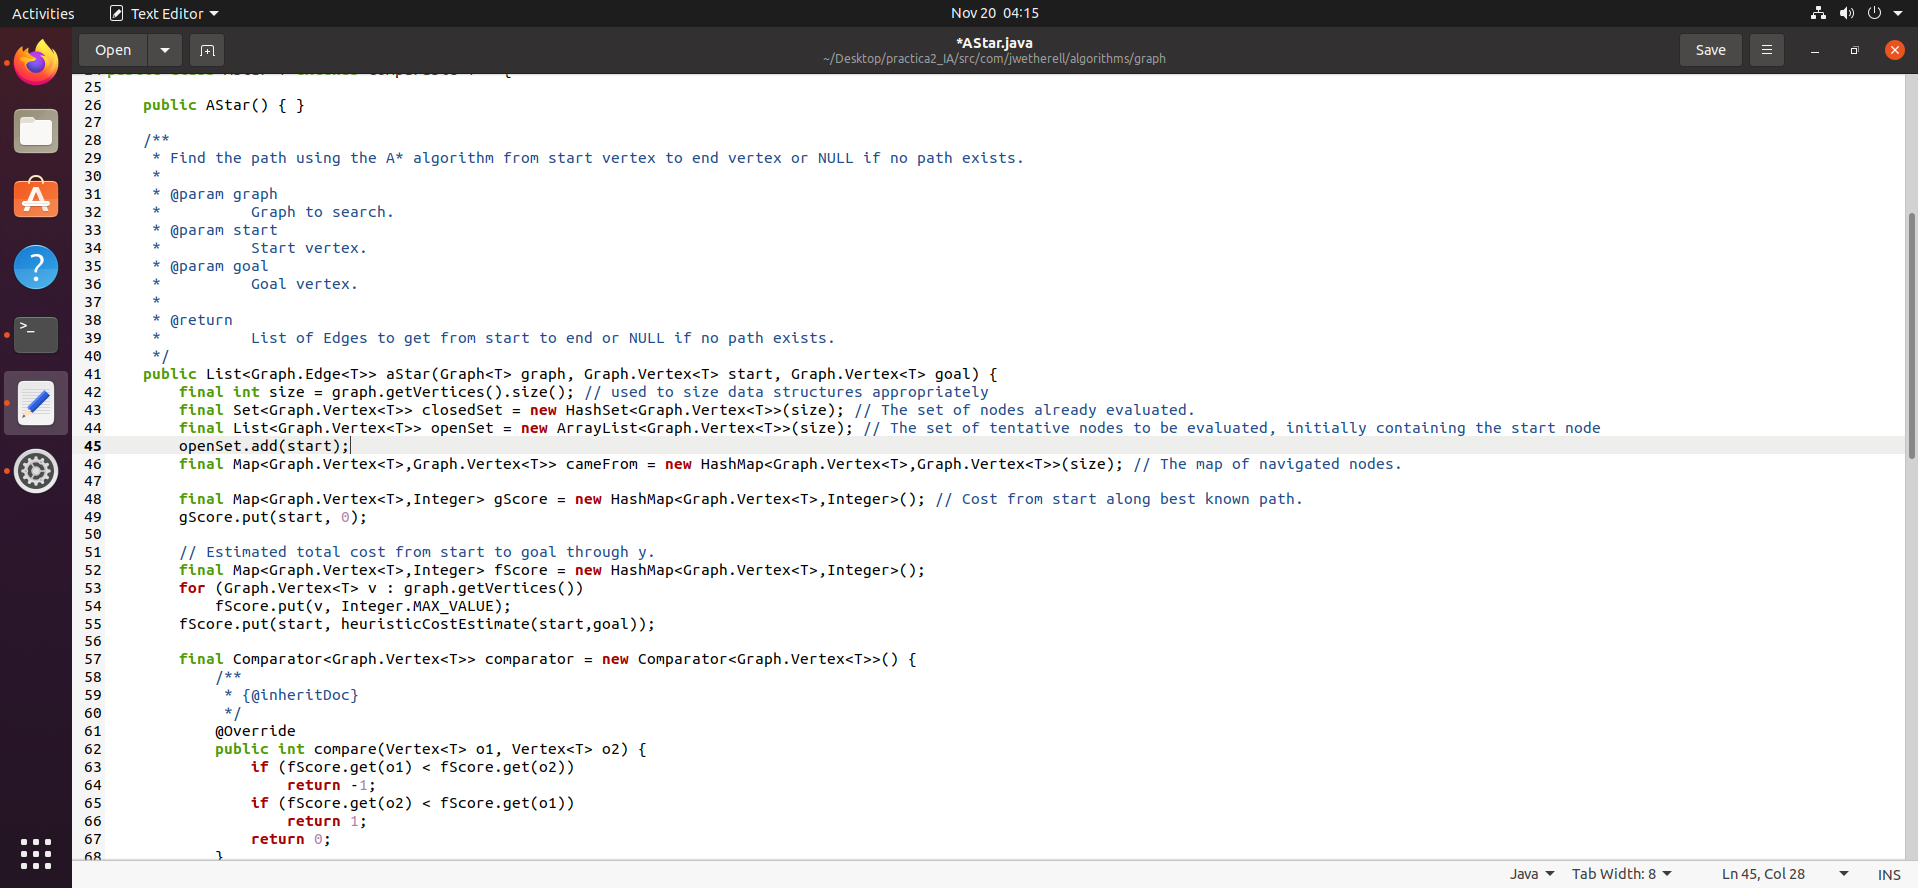 Activities Text Editor Nov 20 04:15
Open *AStar.java Save
~/Desktop/practica2_IA/src/com/jwetherell/algorithms/graph
25
26     public AStar() { }
27
28     /**
29      * Find the path using the A* algorithm from start vertex to end vertex or NULL if no path exists.
30      *
31      * @param graph
32      *          Graph to search.
33      * @param start
34      *          Start vertex.
35      * @param goal
36      *          Goal vertex.
37      *
38      * @return
39      *          List of Edges to get from start to end or NULL if no path exists.
40      */
41     public List<Graph.Edge<T>> aStar(Graph<T> graph, Graph.Vertex<T> start, Graph.Vertex<T> goal) {
42         final int size = graph.getVertices().size(); // used to size data structures appropriately
43         final Set<Graph.Vertex<T>> closedSet = new HashSet<Graph.Vertex<T>>(size); // The set of nodes already evaluated.
44         final List<Graph.Vertex<T>> openSet = new ArrayList<Graph.Vertex<T>>(size); // The set of tentative nodes to be evaluated, initially containing the start node
45         openSet.add(start);
46         final Map<Graph.Vertex<T>,Graph.Vertex<T>> cameFrom = new HashMap<Graph.Vertex<T>,Graph.Vertex<T>>(size); // The map of navigated nodes.
47
48         final Map<Graph.Vertex<T>,Integer> gScore = new HashMap<Graph.Vertex<T>,Integer>(); // Cost from start along best known path.
49         gScore.put(start, 0);
50
51         // Estimated total cost from start to goal through y.
52         final Map<Graph.Vertex<T>,Integer> fScore = new HashMap<Graph.Vertex<T>,Integer>();
53         for (Graph.Vertex<T> v : graph.getVertices())
54             fScore.put(v, Integer.MAX_VALUE);
55         fScore.put(start, heuristicCostEstimate(start,goal));
56
57         final Comparator<Graph.Vertex<T>> comparator = new Comparator<Graph.Vertex<T>>() {
58             /**
59              * {@inheritDoc}
60              */
61             @Override
62             public int compare(Vertex<T> o1, Vertex<T> o2) {
63                 if (fScore.get(o1) < fScore.get(o2))
64                     return -1;
65                 if (fScore.get(o2) < fScore.get(o1))
66                     return 1;
67                 return 0;
68             }
Java Tab Width: 8 Ln 45, Col 28 INS